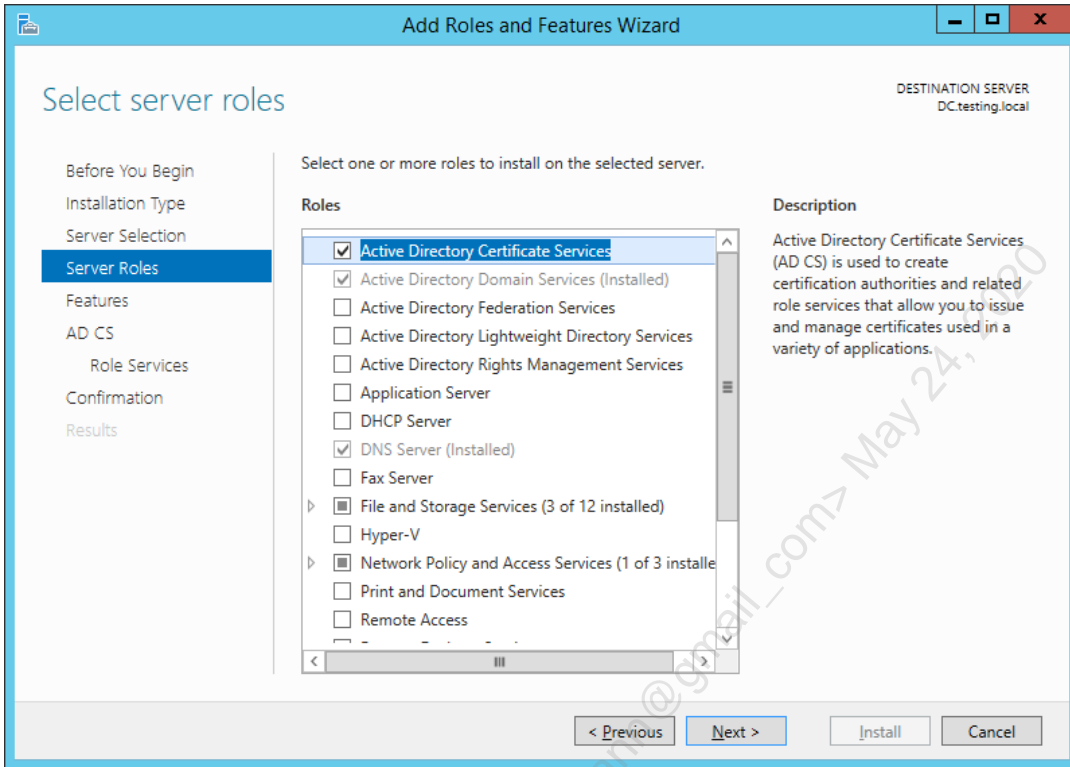 Add Roles and Features Wizard
Select server roles
DESTINATION SERVER
DC.testing.local
Before You Begin
Installation Type
Server Selection
Server Roles
Features
AD CS
Role Services
Confirmation
Results
Select one or more roles to install on the selected server.
Roles
Active Directory Certificate Services
Active Directory Domain Services (Installed)
Active Directory Federation Services
Active Directory Lightweight Directory Services
Active Directory Rights Management Services
Application Server
DHCP Server
DNS Server (Installed)
Fax Server
File and Storage Services (3 of 12 installed)
Hyper-V
Network Policy and Access Services (1 of 3 installe
Print and Document Services
Remote Access
Description
Active Directory Certificate Services
(AD CS) is used to create
certification authorities and related
role services that allow you to issue
and manage certificates used in a
variety of applications.
< Previous
Next >
Install
Cancel
@gmail_com> May 24, 2020